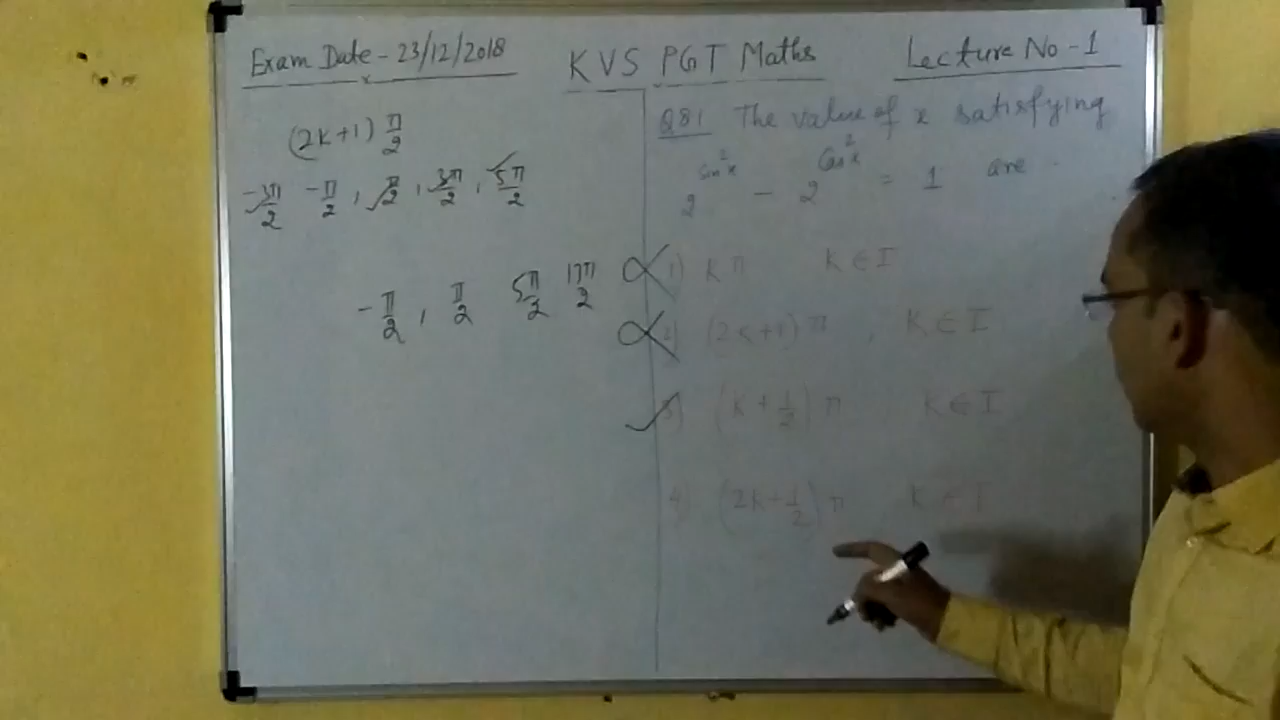 Exam Date - 23/12/2018
KVS PGT Maths
Lecture No - 1
(2K+1) π/2
-3π/2 -π/2, π/2, 3π/2, 5π/2
-π/2, π/2 5π/2 17π/2
Q81 The value of x satisfying
2^(Sin²x) - 2^(Cos²x) = 1 are
1) Kπ K ∈ I
2) (2K+1)π, K ∈ I
3) (K+1/2)π, K ∈ I
4) (2K+1/2)π K ∈ I